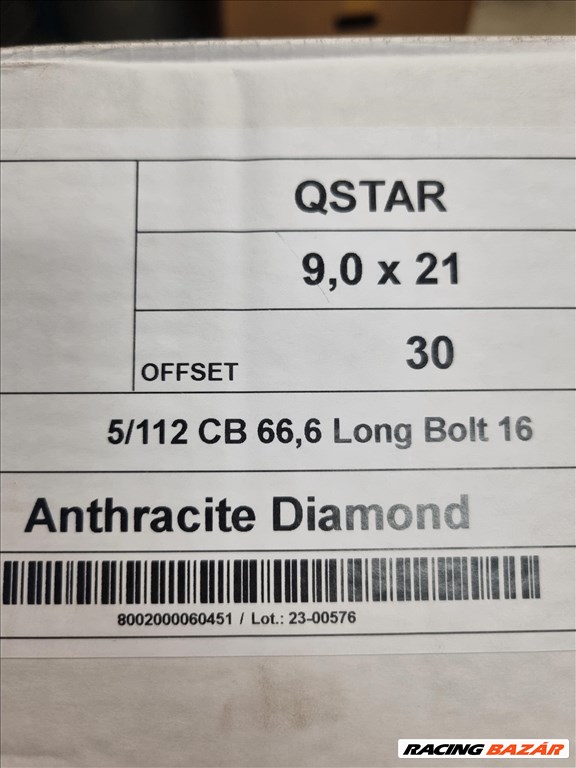 QSTAR
9,0 x 21
OFFSET 30
5/112 CB 66,6 Long Bolt 16
Anthracite Diamond
8002000060451 / Lot.: 23-00576
RACING BAZÁR